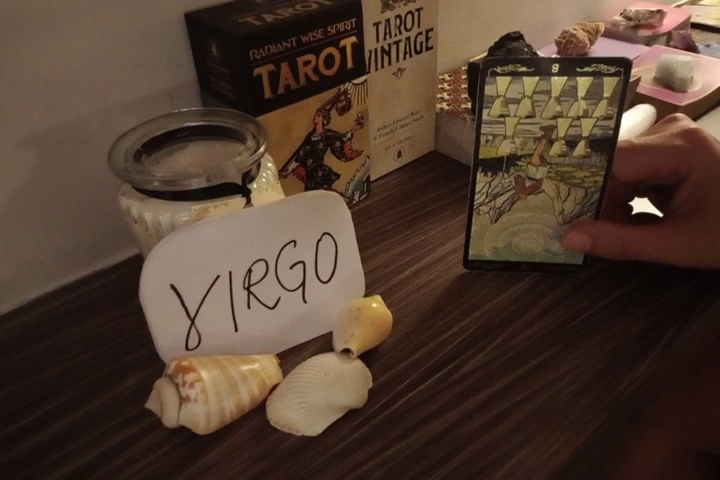 TAROT
RADIANT WISE SPIRIT
TAROT
TAROT
VINTAGE
VIRGO
8